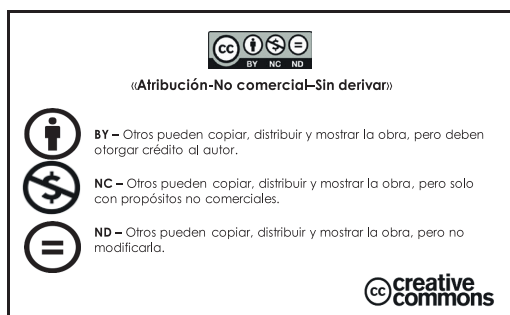 cc
BY NC ND
«Atribución-No comercial–Sin derivar»
BY – Otros pueden copiar, distribuir y mostrar la obra, pero deben
otorgar crédito al autor.
$
NC – Otros pueden copiar, distribuir y mostrar la obra, pero solo
con propósitos no comerciales.
=
ND – Otros pueden copiar, distribuir y mostrar la obra, pero no
modificarla.
cc creative
commons